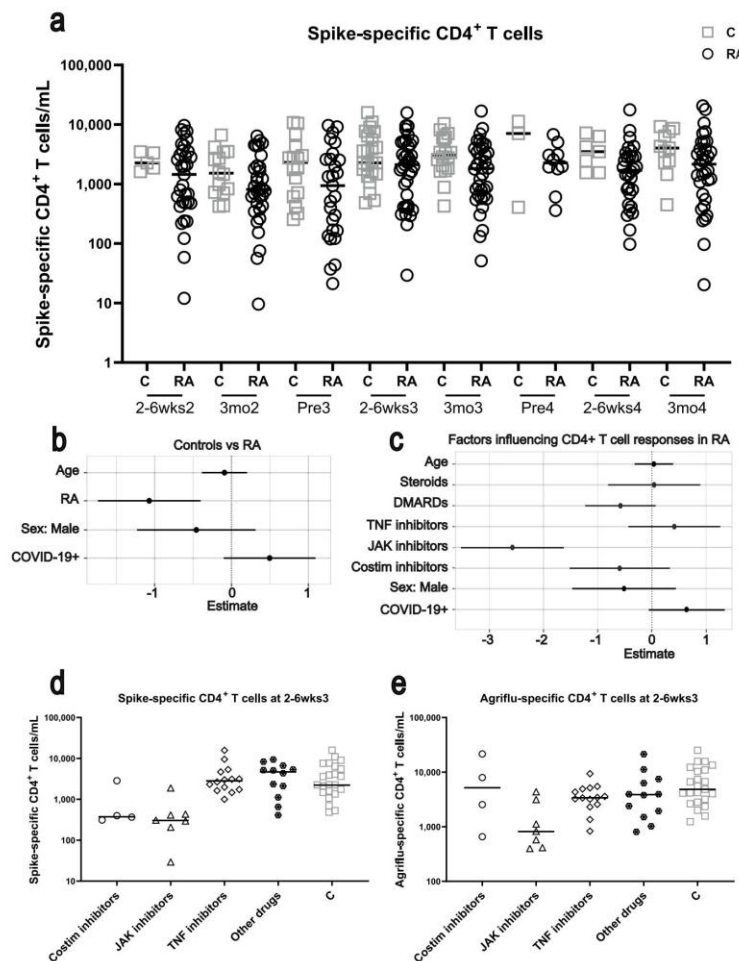 a
Spike-specific CD4⁺ T cells
C
RA
Spike-specific CD4⁺ T cells/mL
100,000
10,000
1,000
100
10
1
C RA C RA C RA C RA C RA C RA C RA C RA
2-6wks2 3mo2 Pre3 2-6wks3 3mo3 Pre4 2-6wks4 3mo4
b
Controls vs RA
Age
RA
Sex: Male
COVID-19+
-1 0 1
Estimate
c
Factors influencing CD4+ T cell responses in RA
Age
Steroids
DMARDs
TNF inhibitors
JAK inhibitors
Costim inhibitors
Sex: Male
COVID-19+
-3 -2 -1 0 1
Estimate
d
Spike-specific CD4⁺ T cells at 2-6wks3
Spike-specific CD4⁺ T cells/mL
100,000
10,000
1,000
100
10
Costim inhibitors
JAK inhibitors
TNF inhibitors
Other drugs
C
e
Agriflu-specific CD4⁺ T cells at 2-6wks3
Agriflu-specific CD4⁺ T cells/mL
100,000
10,000
1,000
100
Costim inhibitors
JAK inhibitors
TNF inhibitors
Other drugs
C